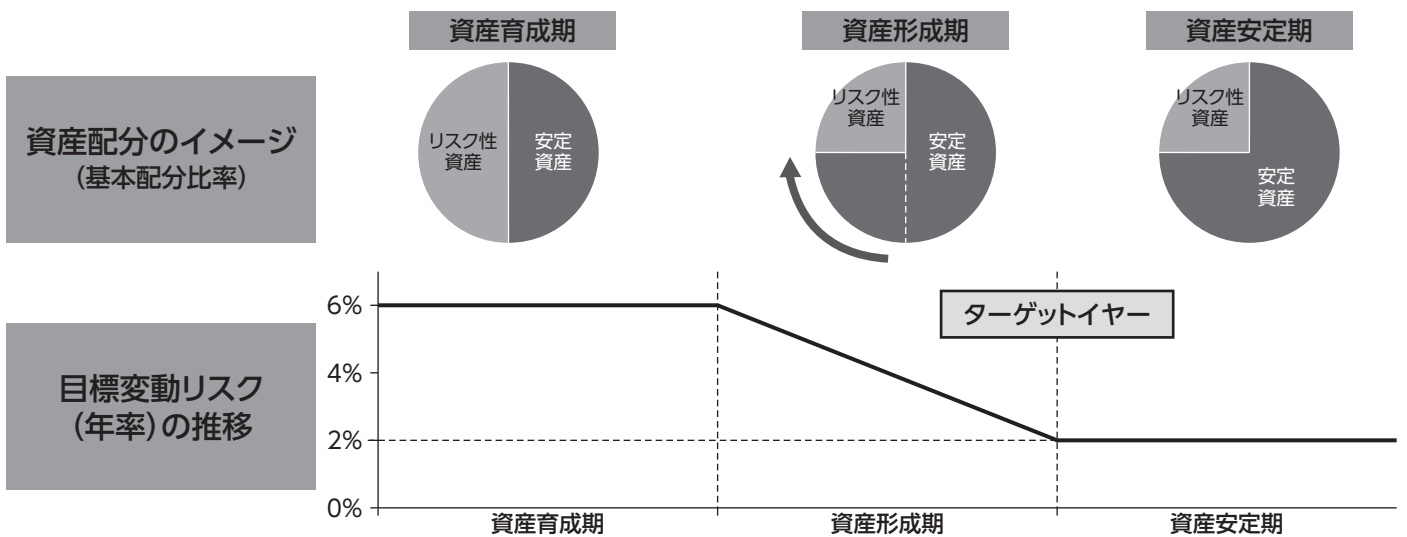 資産育成期
資産形成期
資産安定期
資産配分のイメージ
（基本配分比率）
リスク性
資産
安定
資産
リスク性
資産
安定
資産
リスク性
資産
安定
資産
目標変動リスク
（年率）の推移
6%
4%
2%
0%
ターゲットイヤー
資産育成期
資産形成期
資産安定期